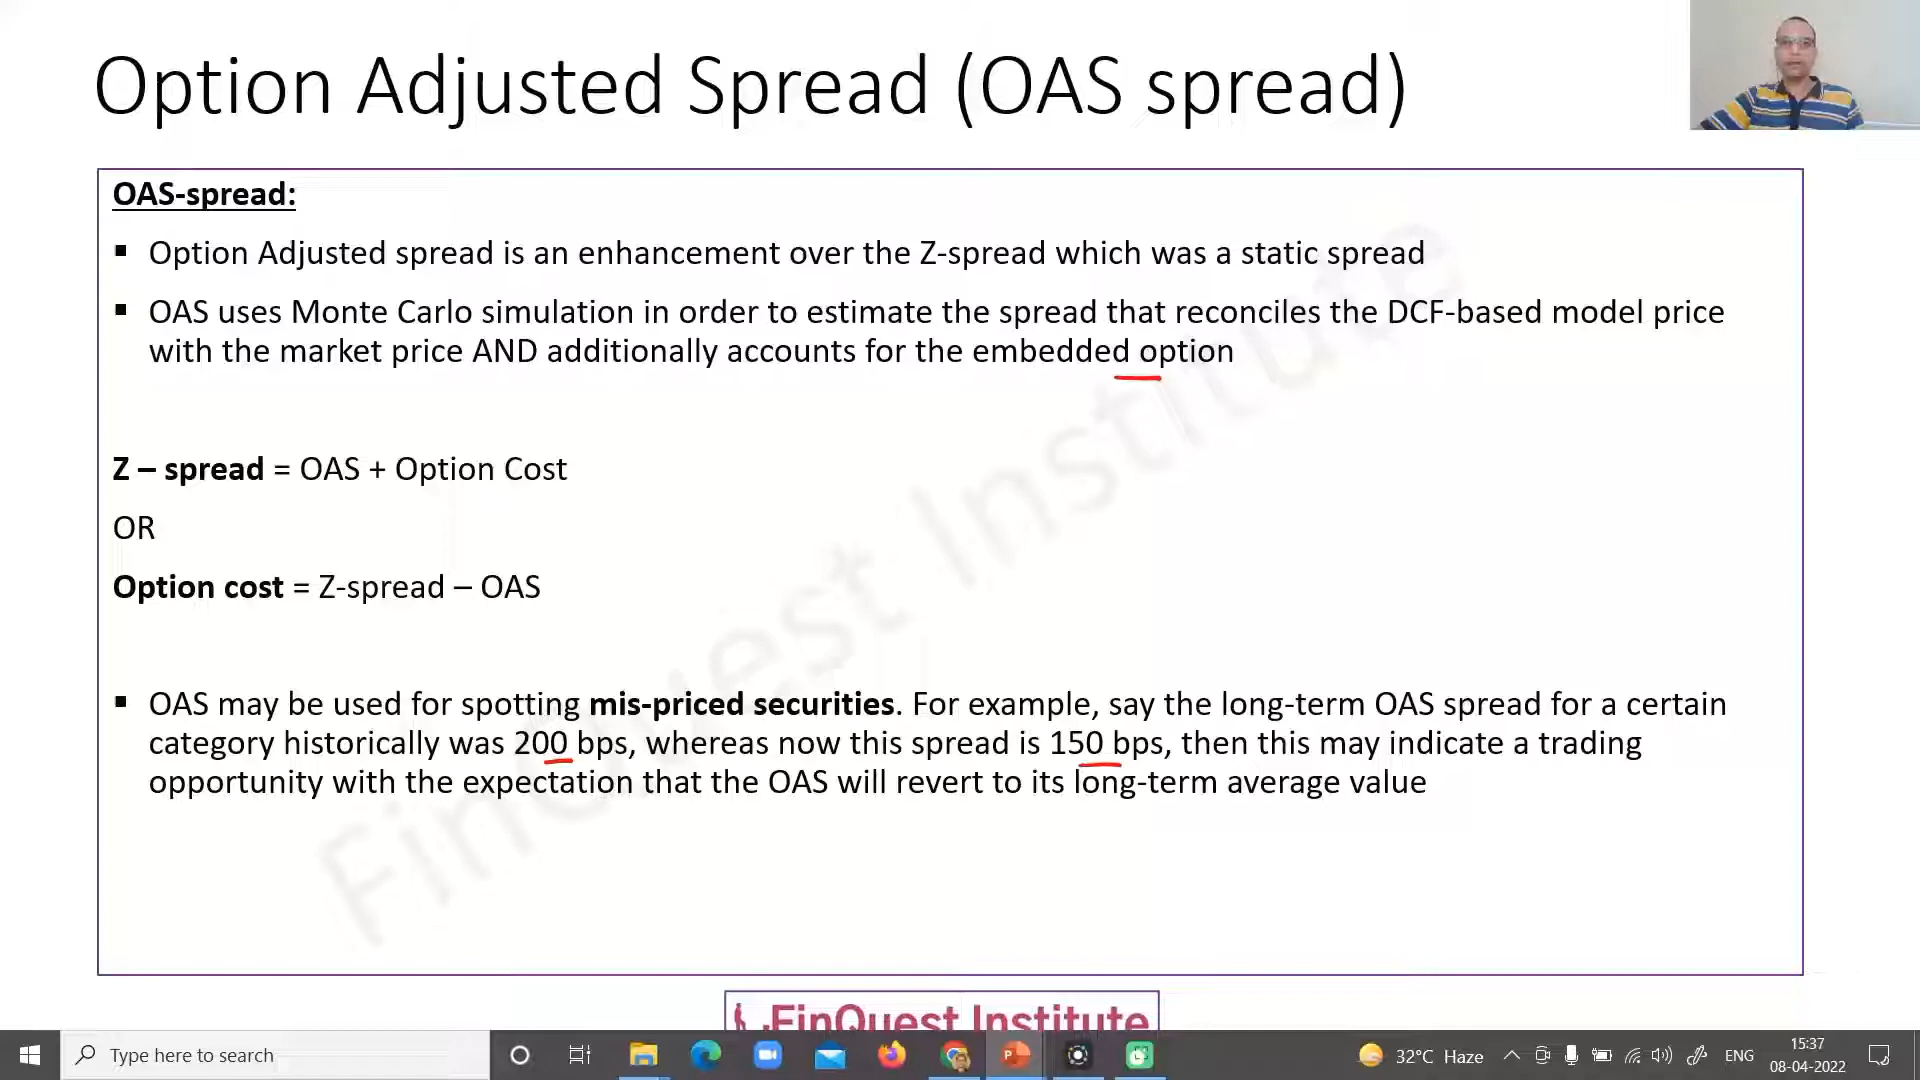 Option Adjusted Spread (OAS spread)
OAS-spread:
▪ Option Adjusted spread is an enhancement over the Z-spread which was a static spread
▪ OAS uses Monte Carlo simulation in order to estimate the spread that reconciles the DCF-based model price
with the market price AND additionally accounts for the embedded option
Z – spread = OAS + Option Cost
OR
Option cost = Z-spread – OAS
▪ OAS may be used for spotting mis-priced securities. For example, say the long-term OAS spread for a certain
category historically was 200 bps, whereas now this spread is 150 bps, then this may indicate a trading
opportunity with the expectation that the OAS will revert to its long-term average value
FinQuest Institute
FinQuest Institute
Type here to search
32°C Haze
ENG
15:37
08-04-2022